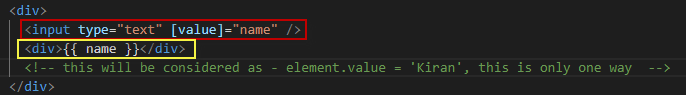 <div>
<input type="text" [value]="name" />
<div>{{ name }}</div>
<!-- this will be considered as - element.value = 'Kiran', this is only one way  -->
</div>